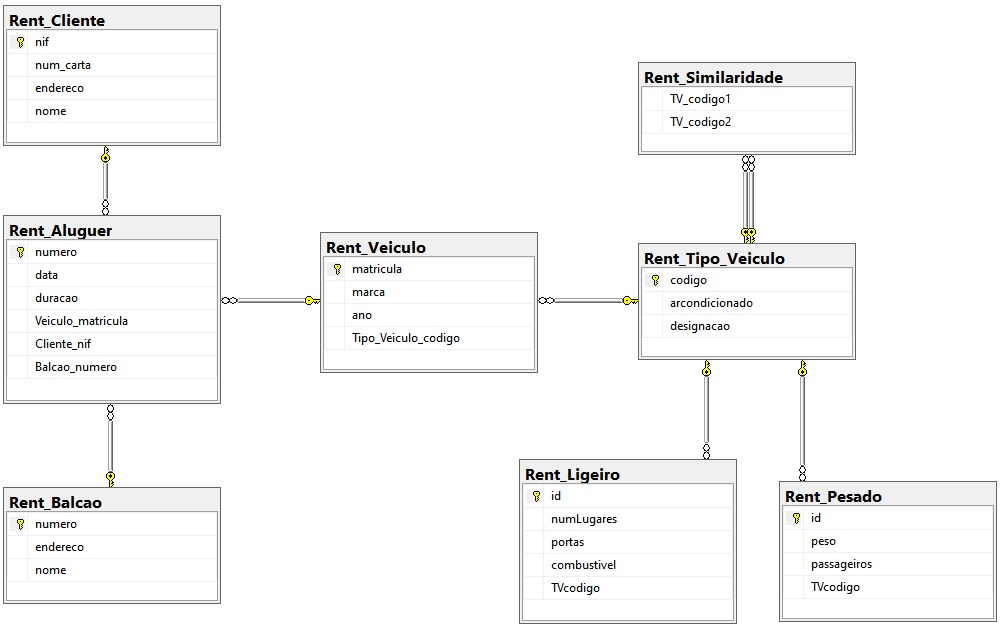 Rent_Cliente
nif
num_carta
endereco
nome
Rent_Similaridade
TV_codigo1
TV_codigo2
Rent_Aluguer
numero
data
duracao
Veiculo_matricula
Cliente_nif
Balcao_numero
Rent_Veiculo
matricula
marca
ano
Tipo_Veiculo_codigo
Rent_Tipo_Veiculo
codigo
arcondicionado
designacao
Rent_Balcao
numero
endereco
nome
Rent_Ligeiro
id
numLugares
portas
combustivel
TVcodigo
Rent_Pesado
id
peso
passageiros
TVcodigo